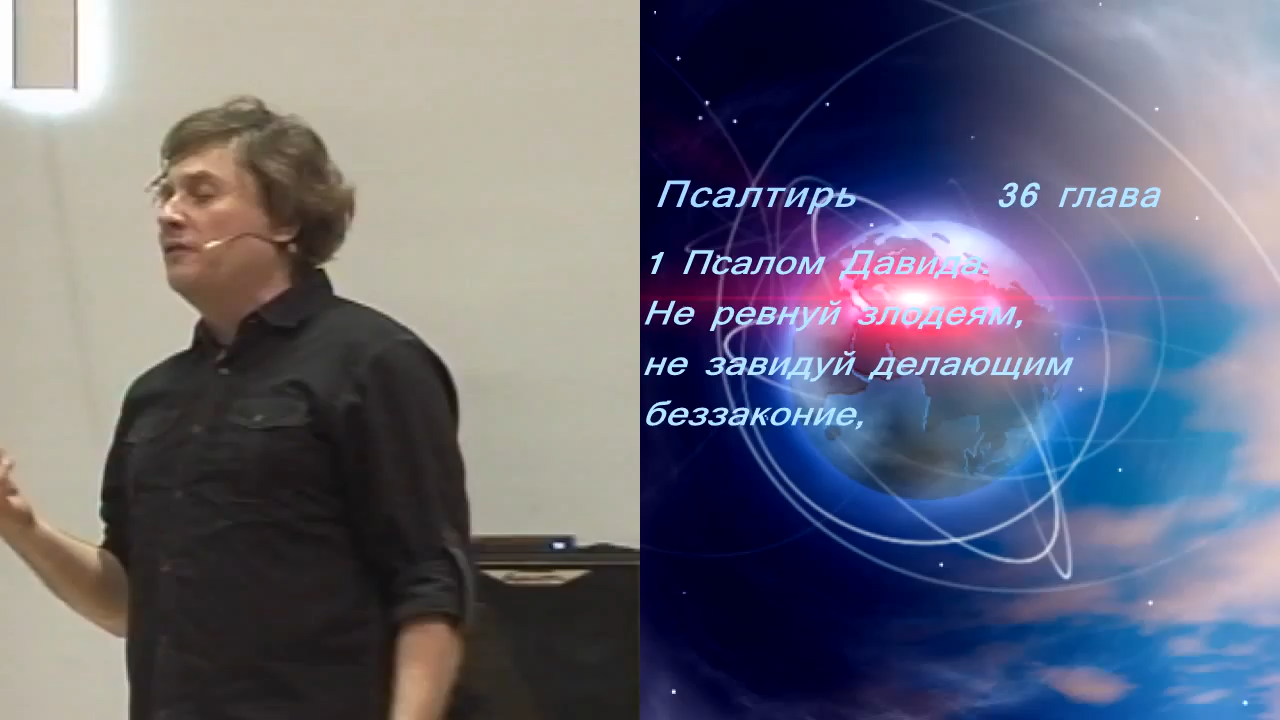 Псалтирь 36 глава
1 Псалом Давида.
Не ревнуй злодеям,
не завидуй делающим
беззаконие,